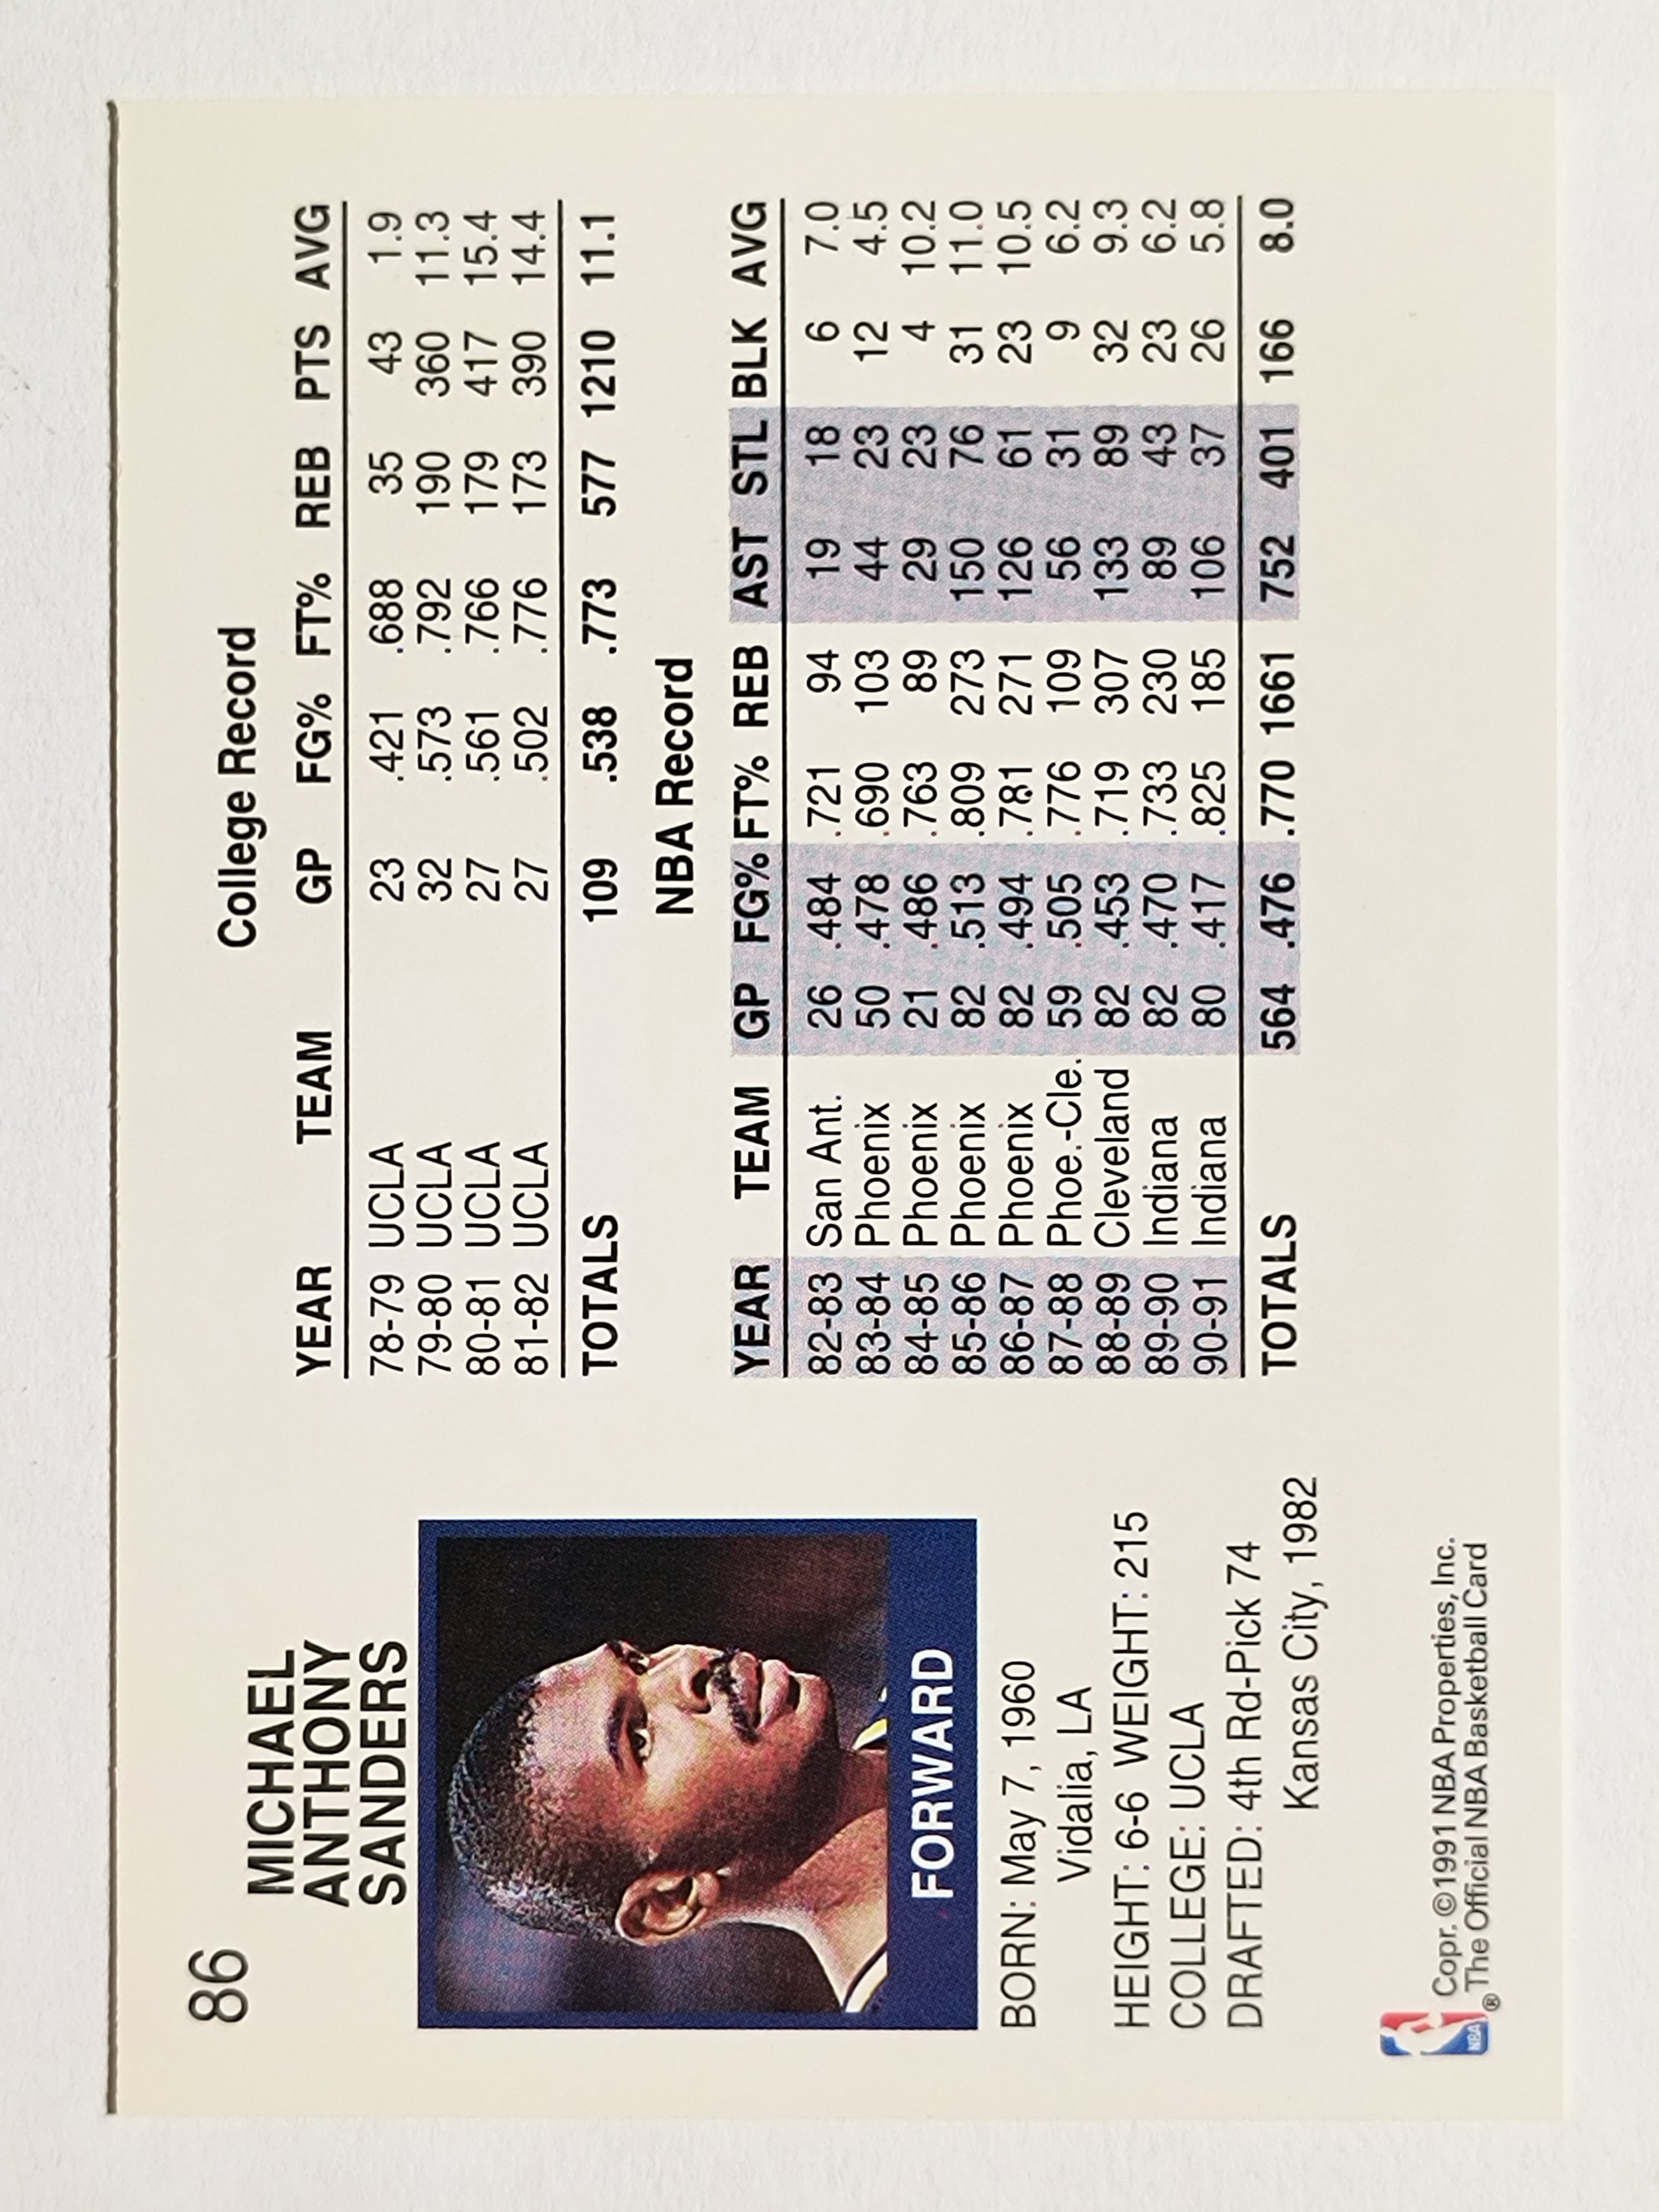 86
MICHAEL
ANTHONY
SANDERS
FORWARD
BORN: May 7, 1960
Vidalia, LA
HEIGHT: 6-6 WEIGHT: 215
COLLEGE: UCLA
DRAFTED: 4th Rd-Pick 74
Kansas City, 1982
NBA
® Copr. ©1991 NBA Properties, Inc.
The Official NBA Basketball Card
College Record
YEAR TEAM GP FG% FT% REB PTS AVG
78-79 UCLA 23 .421 .688 35 43 1.9
79-80 UCLA 32 .573 .792 190 360 11.3
80-81 UCLA 27 .561 .766 179 417 15.4
81-82 UCLA 27 .502 .776 173 390 14.4
TOTALS 109 .538 .773 577 1210 11.1
NBA Record
YEAR TEAM GP FG% FT% REB AST STL BLK AVG
82-83 San Ant. 26 .484 .721 94 19 18 6 7.0
83-84 Phoenix 50 .478 .690 103 44 23 12 4.5
84-85 Phoenix 21 .486 .763 89 29 23 4 10.2
85-86 Phoenix 82 .513 .809 273 150 76 31 11.0
86-87 Phoenix 82 .494 .781 271 126 61 23 10.5
87-88 Phoe.-Cle. 59 .505 .776 109 56 31 9 6.2
88-89 Cleveland 82 .453 .719 307 133 89 32 9.3
89-90 Indiana 82 .470 .733 230 89 43 23 6.2
90-91 Indiana 80 .417 .825 185 106 37 26 5.8
TOTALS 564 .476 .770 1661 752 401 166 8.0